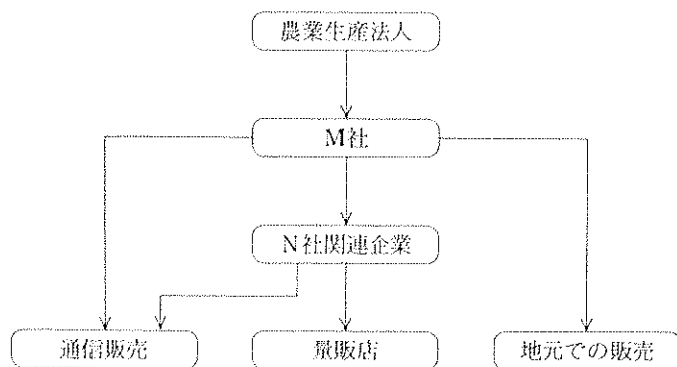 農業生産法人
M社
N社関連企業
通信販売
量販店
地元での販売